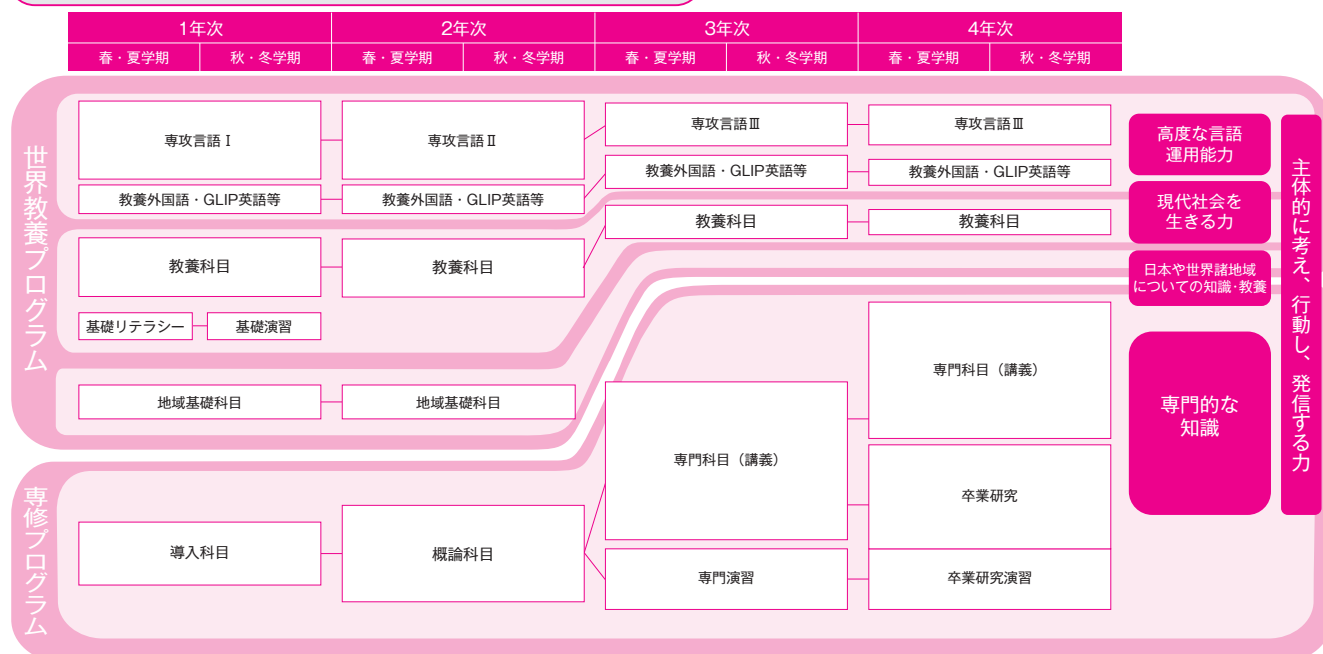 1年次
2年次
3年次
4年次
春・夏学期
秋・冬学期
春・夏学期
秋・冬学期
春・夏学期
秋・冬学期
春・夏学期
秋・冬学期
世界教養プログラム
専攻言語Ⅰ
専攻言語Ⅱ
専攻言語Ⅲ
専攻言語Ⅲ
教養外国語・GLIP英語等
教養外国語・GLIP英語等
教養外国語・GLIP英語等
教養外国語・GLIP英語等
教養科目
教養科目
教養科目
教養科目
基礎リテラシー
基礎演習
地域基礎科目
地域基礎科目
専修プログラム
導入科目
概論科目
専門科目（講義）
専門科目（講義）
専門演習
卒業研究
卒業研究演習
高度な言語
運用能力
現代社会を
生きる力
日本や世界諸地域
についての知識・教養
専門的な
知識
主体的に考え、行動し、発信する力